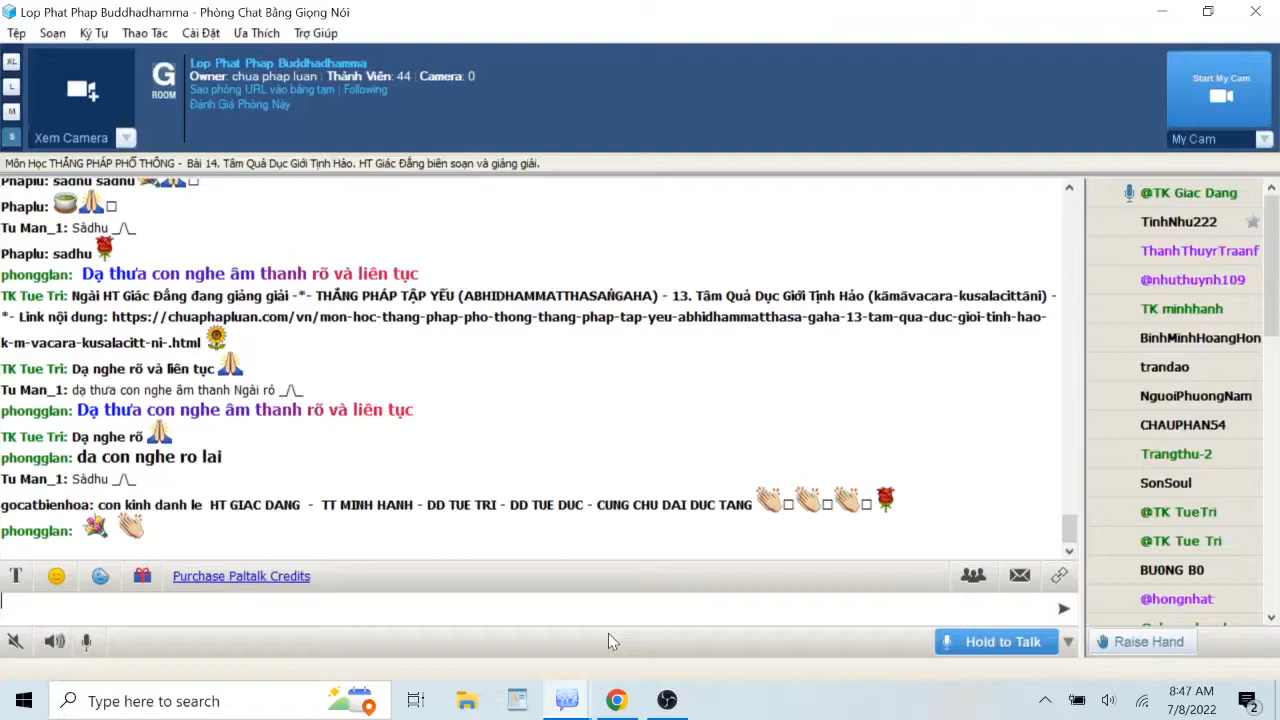 Lop Phat Phap Buddhadhamma - Phòng Chat Bằng Giọng Nói
Tệp Soạn Ký Tự Thao Tác Cài Đặt Ưa Thích Trợ Giúp
XL
L
M
S
Xem Camera
G
ROOM
Lop Phat Phap Buddhadhamma
Owner: chua phap luan | Thành Viên: 44 | Camera: 0
Sao phòng URL vào bảng tạm | Following
Đánh Giá Phòng Này
Start My Cam
My Cam
Môn Học THẮNG PHÁP PHỔ THÔNG - Bài 14. Tâm Quả Dục Giới Tịnh Hảo. HT Giác Đẳng biên soạn và giảng giải.
Phaplu: sadhu sadhu
Phaplu:
Tu Man_1: Sādhu _/\_
Phaplu: sadhu
phongglan: Dạ thưa con nghe âm thanh rõ và liên tục
TK Tue Tri: Ngài HT Giác Đẳng đang giảng giải -*- THẮNG PHÁP TẬP YẾU (ABHIDHAMMATTHASAṄGAHA) - 13. Tâm Quả Dục Giới Tịnh Hảo (kāmāvacara-kusalacittāni) -
*- Link nội dung: https://chuaphapluan.com/vn/mon-hoc-thang-phap-pho-thong-thang-phap-tap-yeu-abhidhammatthasa-gaha-13-tam-qua-duc-gioi-tinh-hao-
k-m-vacara-kusalacitt-ni-.html
TK Tue Tri: Dạ nghe rõ và liên tục
Tu Man_1: dạ thưa con nghe âm thanh Ngài rỏ _/\_
phongglan: Dạ thưa con nghe âm thanh rõ và liên tục
TK Tue Tri: Dạ nghe rõ
phongglan: da con nghe ro lai
Tu Man_1: Sādhu _/\_
gocatbienhoa: con kinh danh le HT GIAC DANG - TT MINH HANH - DD TUE TRI - DD TUE DUC - CUNG CHU DAI DUC TANG
phongglan:
@TK Giac Dang
TinhNhu222
ThanhThuyrTraanf
@nhuthuynh109
TK minhhanh
BinhMinhHoangHon
trandao
NguoiPhuongNam
CHAUPHAN54
Trangthu-2
SonSoul
@TK TueTri
@TK Tue Tri
BU0NG B0
@hongnhat
T Purchase Paltalk Credits
Hold to Talk
Raise Hand
Type here to search
8:47 AM
7/8/2022
2